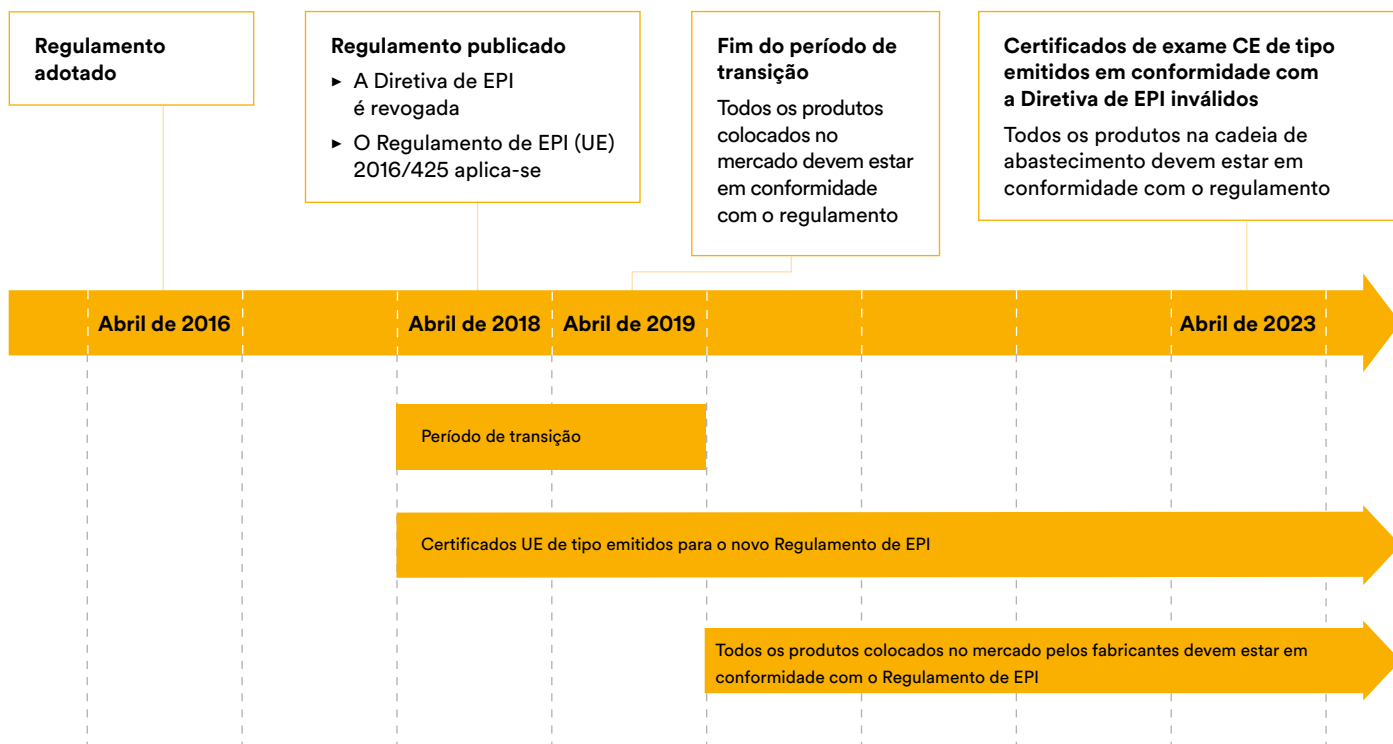 Regulamento
adotado
Regulamento publicado
► A Diretiva de EPI
é revogada
► O Regulamento de EPI (UE)
2016/425 aplica-se
Fim do período de
transição
Todos os produtos
colocados no
mercado devem estar
em conformidade
com o regulamento
Certificados de exame CE de tipo
emitidos em conformidade com
a Diretiva de EPI inválidos
Todos os produtos na cadeia de
abastecimento devem estar em
conformidade com o regulamento
Abril de 2016
Abril de 2018
Abril de 2019
Abril de 2023
Período de transição
Certificados UE de tipo emitidos para o novo Regulamento de EPI
Todos os produtos colocados no mercado pelos fabricantes devem estar em
conformidade com o Regulamento de EPI